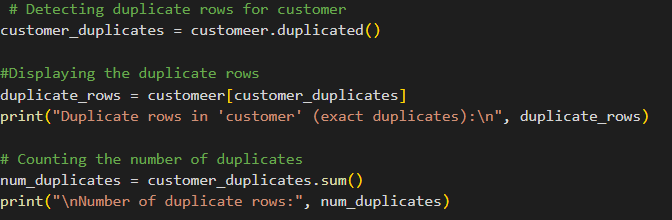 # Detecting duplicate rows for customer
customer_duplicates = customeer.duplicated()
#Displaying the duplicate rows
duplicate_rows = customeer[customer_duplicates]
print("Duplicate rows in 'customer' (exact duplicates):\n", duplicate_rows)
# Counting the number of duplicates
num_duplicates = customer_duplicates.sum()
print("\nNumber of duplicate rows:", num_duplicates)